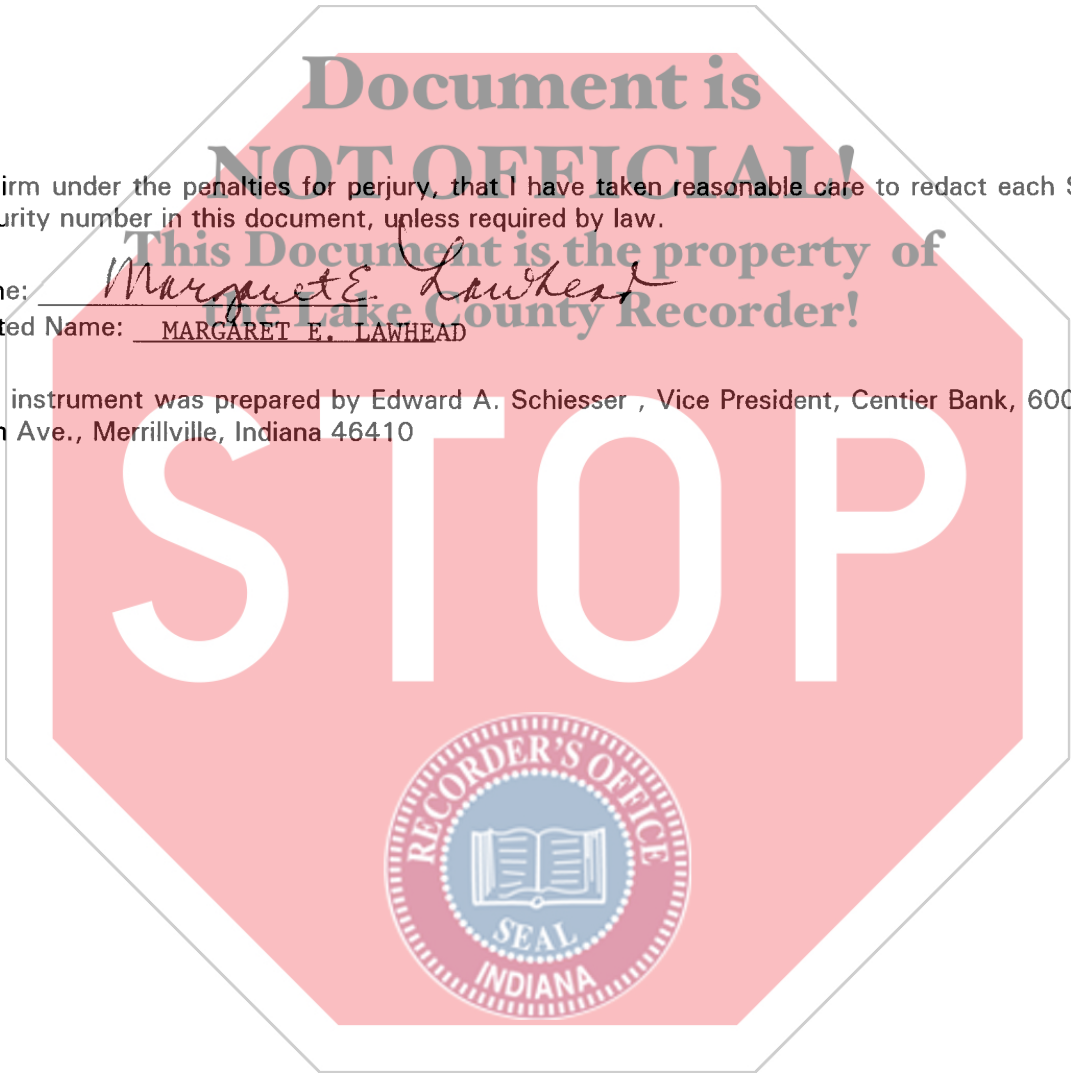 Document is
NOT OFFICIAL!
irm under the penalties for perjury, that I have taken reasonable care to redact each S
urity number in this document, unless required by law.
This Document is the property of
ne: Margaret E. Lawhead
the Lake County Recorder!
ted Name: MARGARET E. LAWHEAD
instrument was prepared by Edward A. Schiesser , Vice President, Centier Bank, 600
n Ave., Merrillville, Indiana 46410
STOP
RECORDER'S OFFICE
SEAL
INDIANA